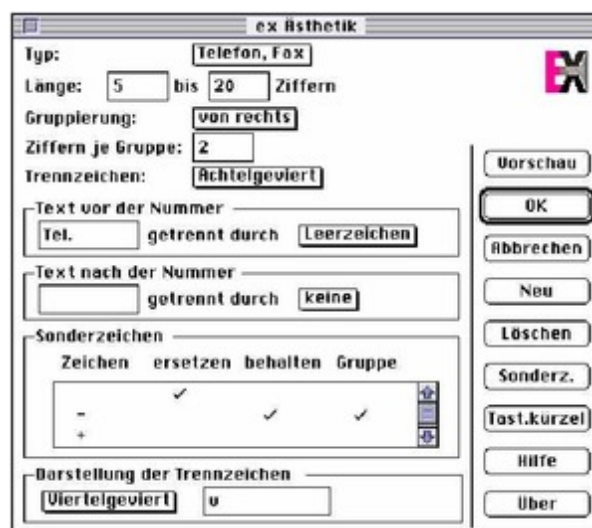 ex Ästhetik
Typ: Telefon, Fax
Länge: 5 bis 20 Ziffern
Gruppierung: von rechts
Ziffern je Gruppe: 2
Trennzeichen: Achtelgeviert
Text vor der Nummer
Tel. getrennt durch Leerzeichen
Text nach der Nummer
getrennt durch keine
Sonderzeichen
Zeichen ersetzen behalten Gruppe
✓
- ✓ ✓
+
Darstellung der Trennzeichen
Viertelgeviert v
EX
Vorschau
OK
Abbrechen
Neu
Löschen
Sonderz.
Tast.kürzel
Hilfe
Über